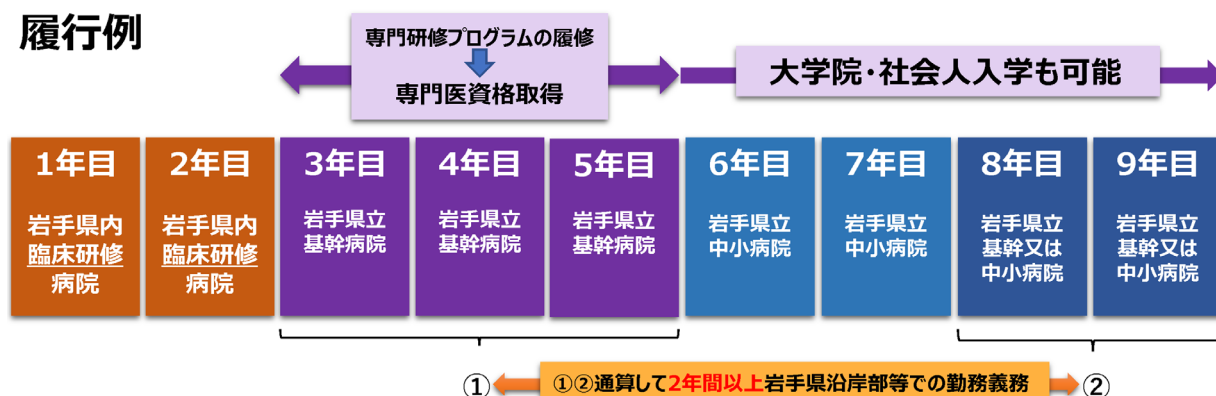 履行例
専門研修プログラムの履修
専門医資格取得
大学院・社会人入学も可能
1年目
岩手県内
臨床研修
病院
2年目
岩手県内
臨床研修
病院
3年目
岩手県立
基幹病院
4年目
岩手県立
基幹病院
5年目
岩手県立
基幹病院
6年目
岩手県立
中小病院
7年目
岩手県立
中小病院
8年目
岩手県立
基幹又は
中小病院
9年目
岩手県立
基幹又は
中小病院
①
①②通算して2年間以上岩手県沿岸部等での勤務義務
②